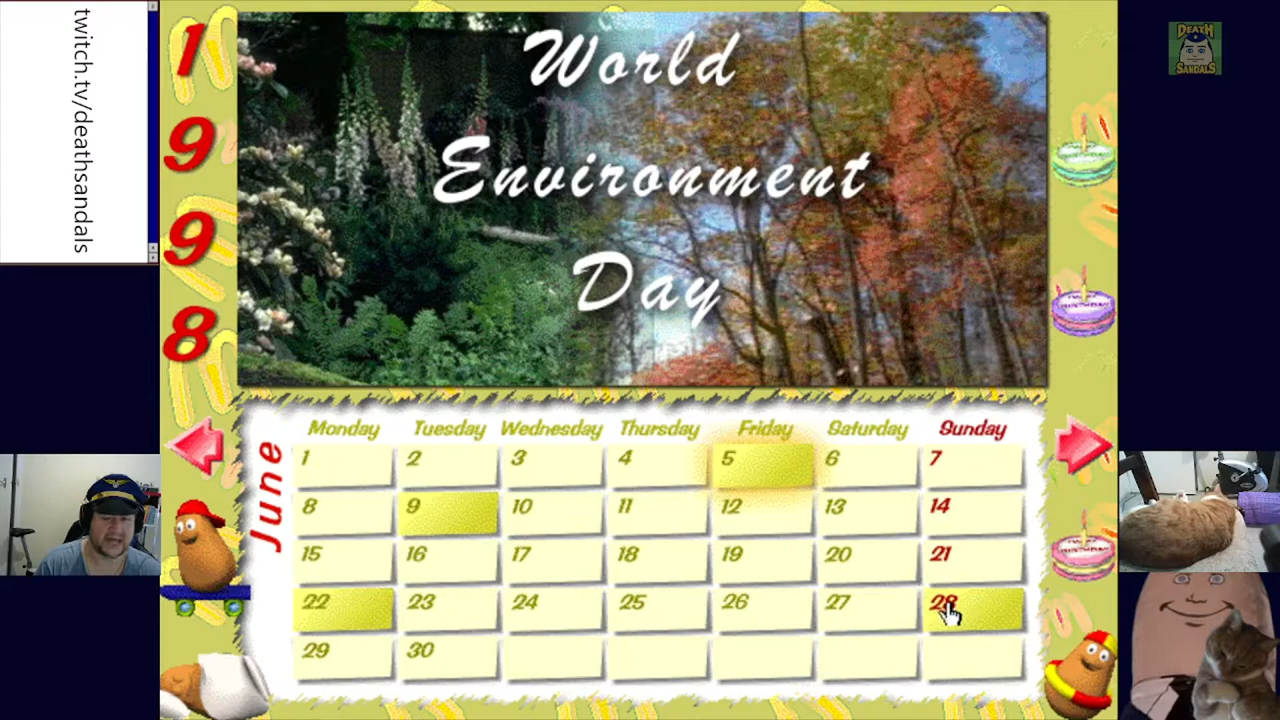 twitch.tv/deathsandals
1
9
9
8
World
Environment
Day
DEATH
SANDALS
June
Monday Tuesday Wednesday Thursday Friday Saturday Sunday
1 2 3 4 5 6 7
8 9 10 11 12 13 14
15 16 17 18 19 20 21
22 23 24 25 26 27 28
29 30